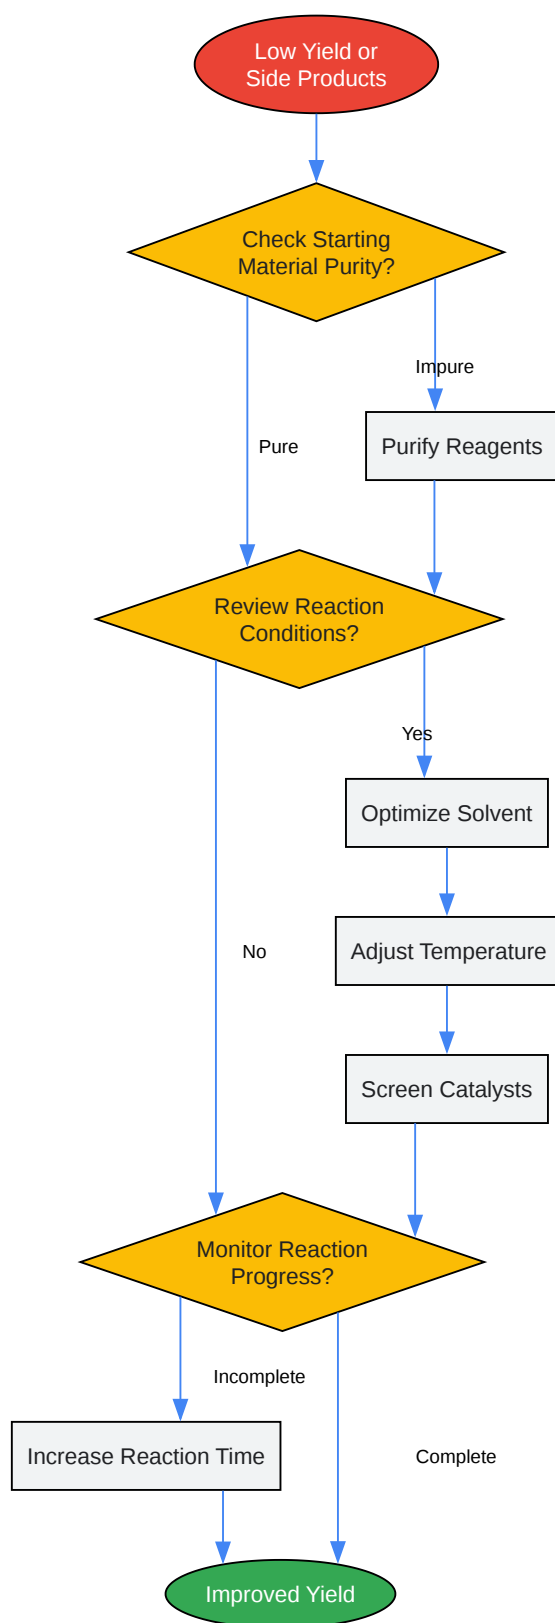 Low Yield or
Side Products
Check Starting
Material Purity?
Impure
Pure
Purify Reagents
Review Reaction
Conditions?
Yes
Optimize Solvent
No
Adjust Temperature
Screen Catalysts
Monitor Reaction
Progress?
Incomplete
Increase Reaction Time
Complete
Improved Yield